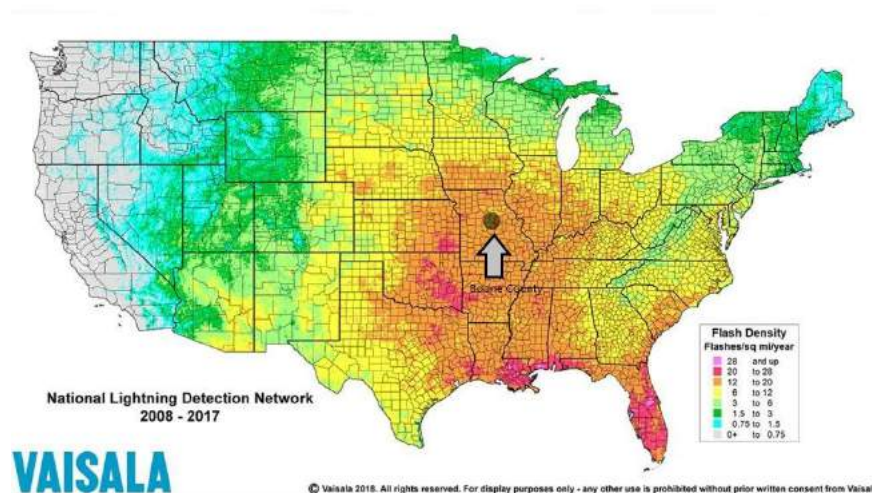 Boone County
Flash Density
Flashes/sq mi/year
28 and up
20 to 28
12 to 20
6 to 12
3 to 6
1.5 to 3
0.75 to 1.5
0+ to 0.75
National Lightning Detection Network
2008 - 2017
VAISALA
© Vaisala 2018. All rights reserved. For display purposes only - any other use is prohibited without prior written consent from Vaisal